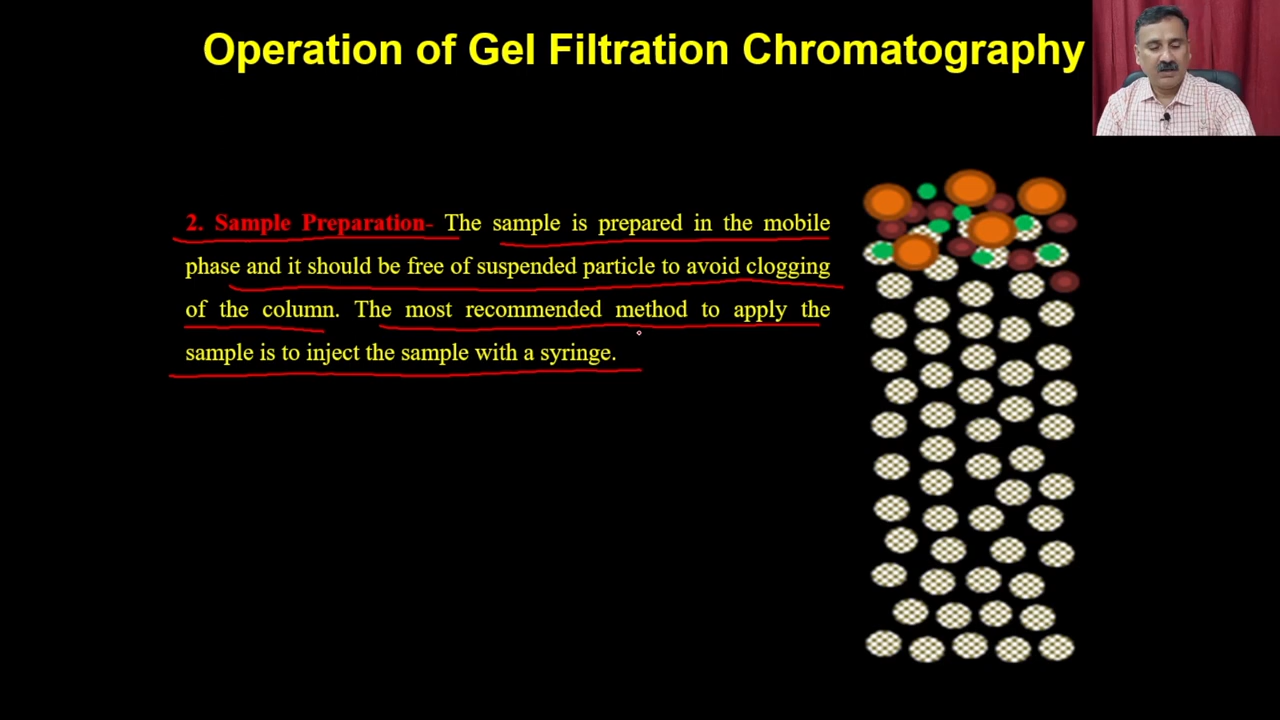 Operation of Gel Filtration Chromatography
2. Sample Preparation- The sample is prepared in the mobile
phase and it should be free of suspended particle to avoid clogging
of the column. The most recommended method to apply the
sample is to inject the sample with a syringe.